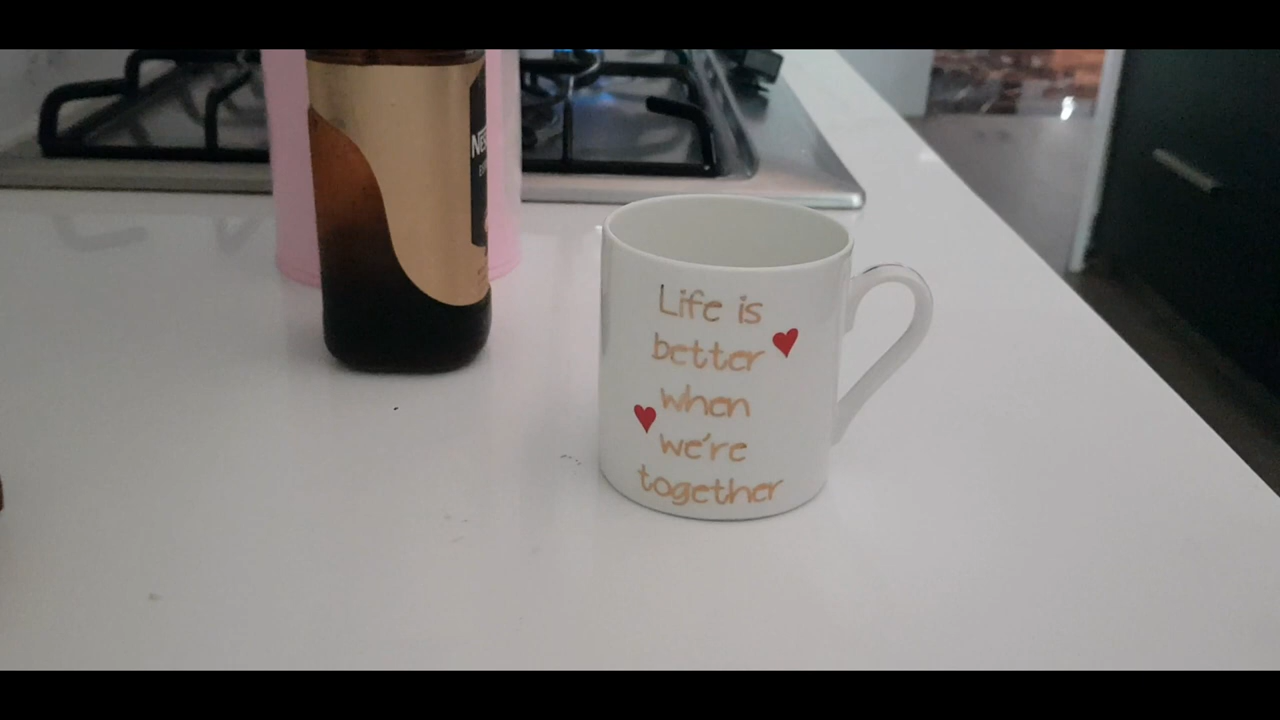 Life is
better
when
we're
together